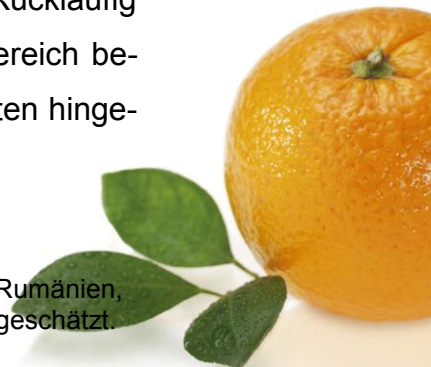 Rückläufig
ereich be-
ten hinge-
Rumänien,
geschätzt.